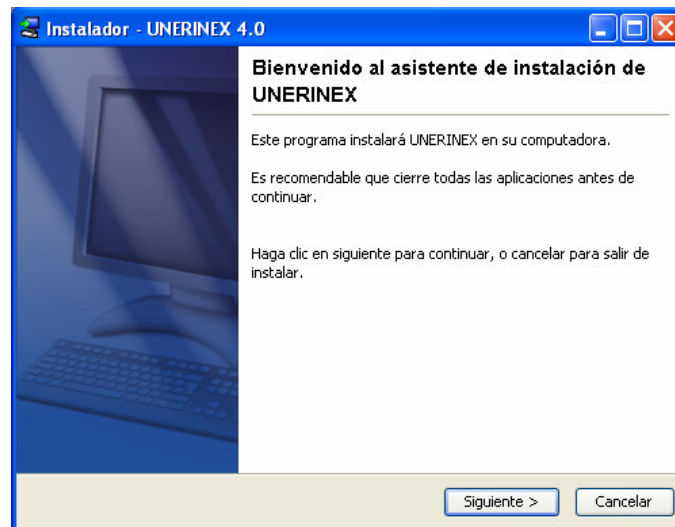 Instalador - UNERINEX 4.0
Bienvenido al asistente de instalación de
UNERINEX
Este programa instalará UNERINEX en su computadora.
Es recomendable que cierre todas las aplicaciones antes de
continuar.
Haga clic en siguiente para continuar, o cancelar para salir de
instalar.
Siguiente >
Cancelar